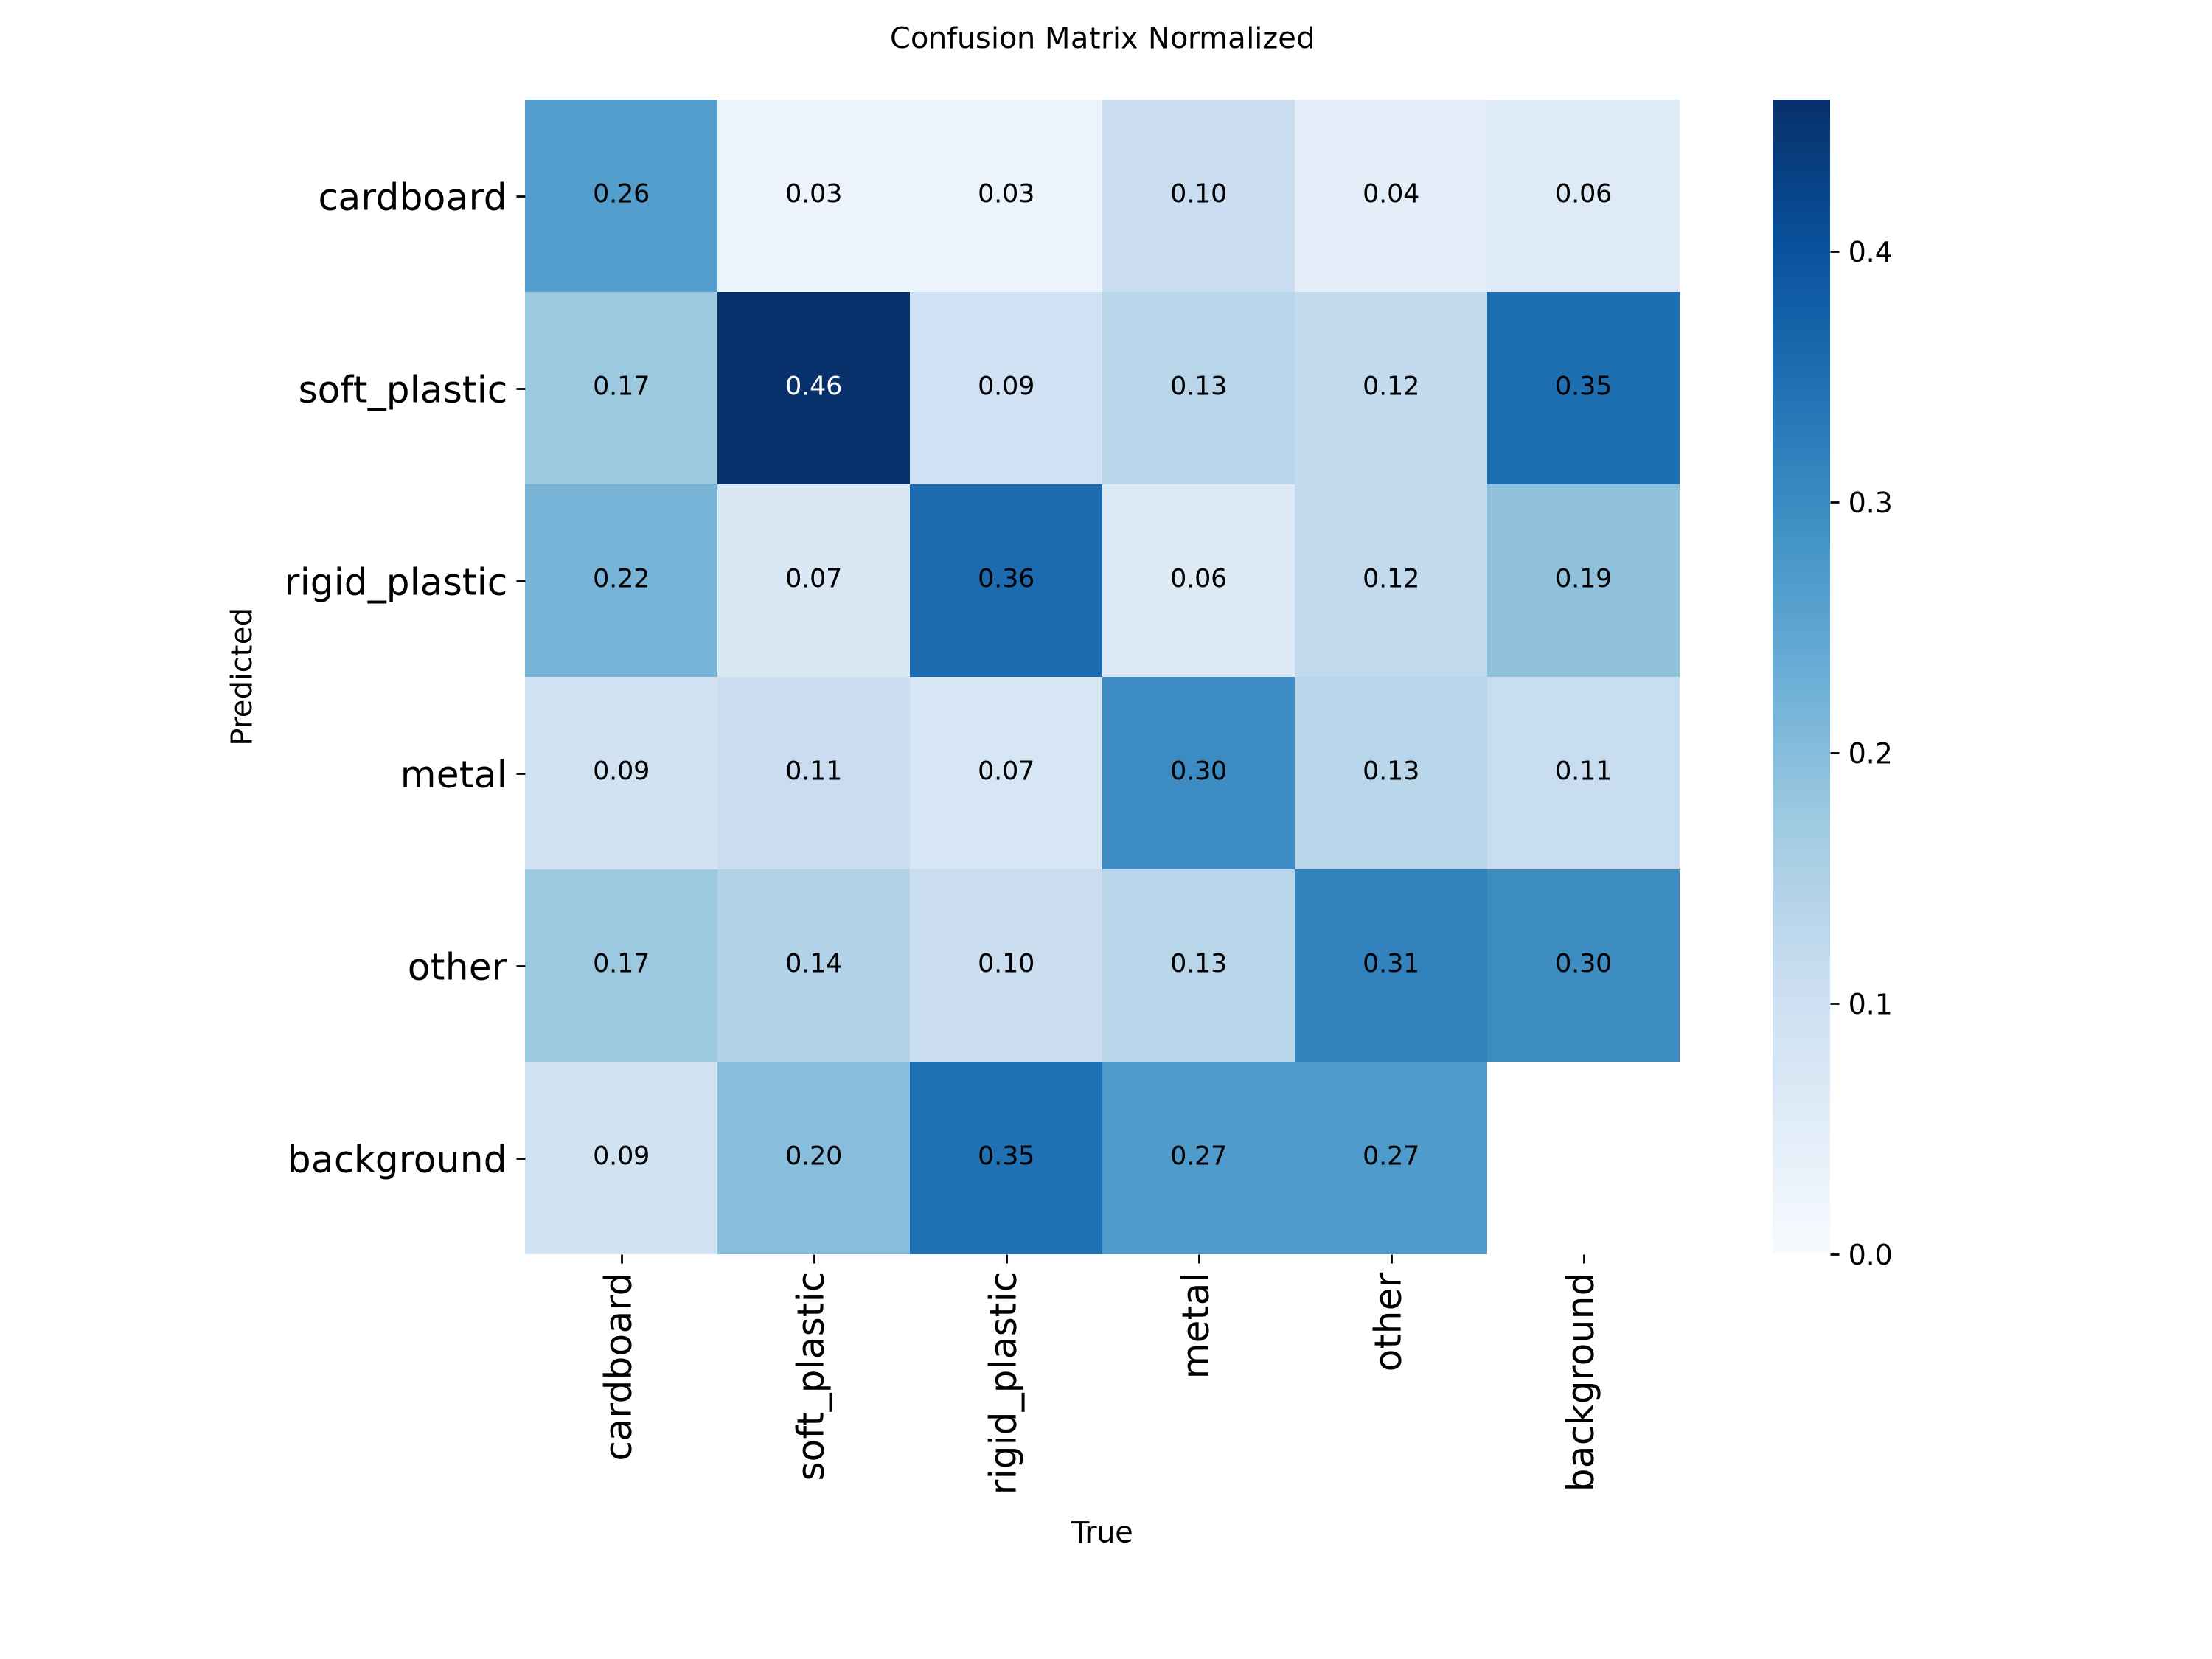 Confusion Matrix Normalized
cardboard 0.26 0.03 0.03 0.10 0.04 0.06
soft_plastic 0.17 0.46 0.09 0.13 0.12 0.35
rigid_plastic 0.22 0.07 0.36 0.06 0.12 0.19
metal 0.09 0.11 0.07 0.30 0.13 0.11
other 0.17 0.14 0.10 0.13 0.31 0.30
background 0.09 0.20 0.35 0.27 0.27
Predicted
cardboard soft_plastic rigid_plastic metal other background
True
0.4
0.3
0.2
0.1
0.0